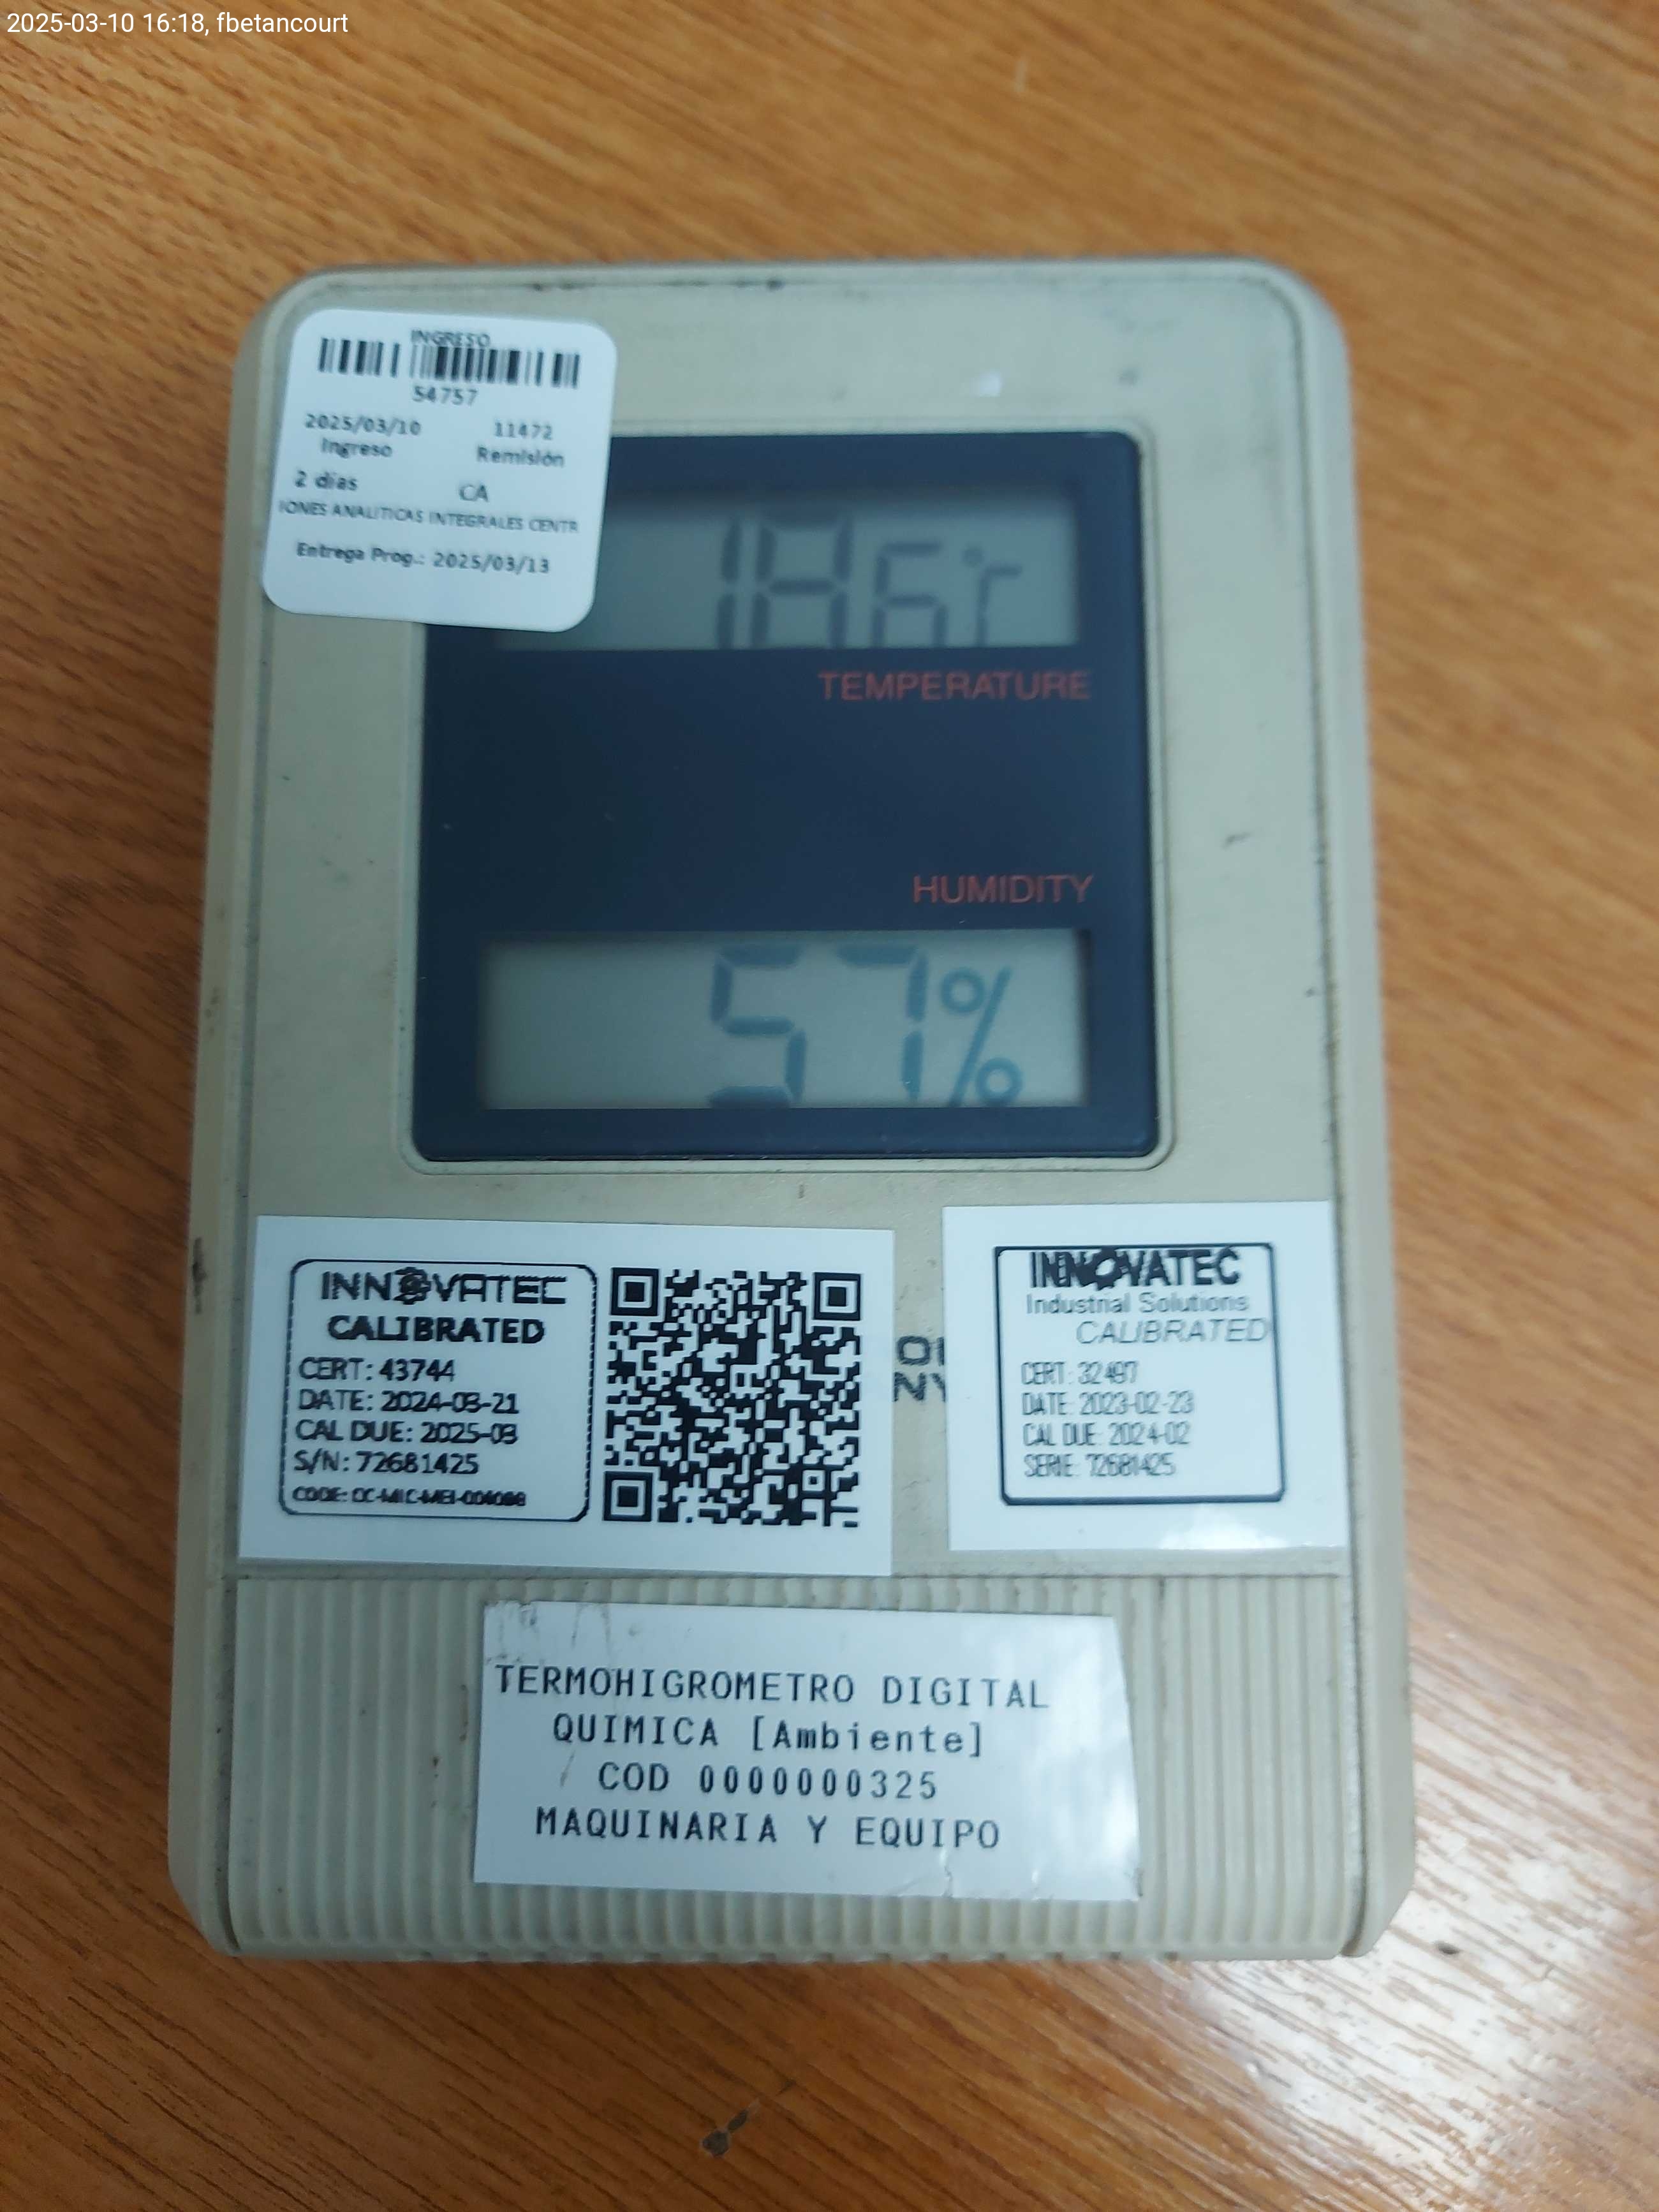 2025-03-10 16:18, fbetancourt
INGRESO
54757
2025/03/10 11472
Ingreso Remisión
2 días CA
IONES ANALITICAS INTEGRALES CENTR
Entrega Prog.: 2025/03/13
18.6°C
TEMPERATURE
HUMIDITY
57%
INNOVATEC
CALIBRATED
CERT: 43744
DATE: 2024-03-21
CAL DUE: 2025-03
S/N: 72681425
INNOVATEC
Industrial Solutions
CALIBRATED
CERT: 32497
DATE: 2023-02-23
CAL DUE: 2024-02
SERIE: 72681425
TERMOHIGROMETRO DIGITAL
QUIMICA [Ambiente]
COD 0000000325
MAQUINARIA Y EQUIPO